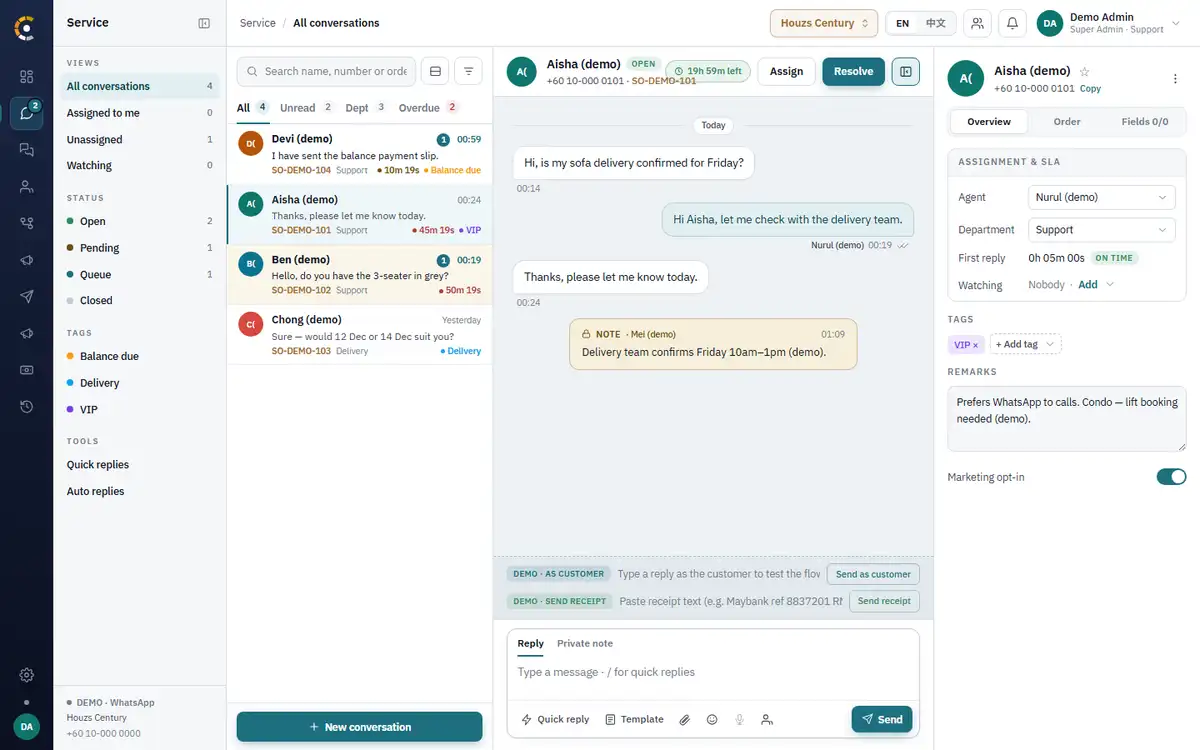 Service
Service / All conversations
Houzs Century
EN 中文
DA
Demo Admin
Super Admin · Support
2
VIEWS
All conversations 4
Assigned to me 0
Unassigned 0
Watching 0
STATUS
Open 2
Pending 1
Queue 1
Closed
TAGS
Balance due
Delivery
VIP
TOOLS
Quick replies
Auto replies
DEMO · WhatsApp
Houzs Century
+60 10-000 0000
DA
Search name, number or orde
All 4 Unread 2 Dept 3 Overdue 2
D(
Devi (demo) 1 00:59
I have sent the balance payment slip.
SO-DEMO-104 Support 10m 19s Balance due
A(
Aisha (demo) 00:24
Thanks, please let me know today.
SO-DEMO-101 Support 45m 19s VIP
B(
Ben (demo) 1 00:19
Hello, do you have the 3-seater in grey?
SO-DEMO-102 Support 50m 19s
C(
Chong (demo) Yesterday
Sure — would 12 Dec or 14 Dec suit you?
SO-DEMO-103 Delivery Delivery
+ New conversation
A(
Aisha (demo) OPEN
+60 10-000 0101 · SO-DEMO-101
19h 59m left
Assign
Resolve
Today
Hi, is my sofa delivery confirmed for Friday?
00:14
Hi Aisha, let me check with the delivery team.
Nurul (demo) 00:19
Thanks, please let me know today.
00:24
NOTE · Mei (demo) 01:09
Delivery team confirms Friday 10am–1pm (demo).
DEMO · AS CUSTOMER Type a reply as the customer to test the flow Send as customer
DEMO · SEND RECEIPT Paste receipt text (e.g. Maybank ref 8837201 RM Send receipt
Reply Private note
Type a message · / for quick replies
Quick reply Template Send
A(
Aisha (demo)
+60 10-000 0101 Copy
Overview Order Fields 0/0
ASSIGNMENT & SLA
Agent Nurul (demo)
Department Support
First reply 0h 05m 00s ON TIME
Watching Nobody · Add
TAGS
VIP × + Add tag
REMARKS
Prefers WhatsApp to calls. Condo — lift booking
needed (demo).
Marketing opt-in